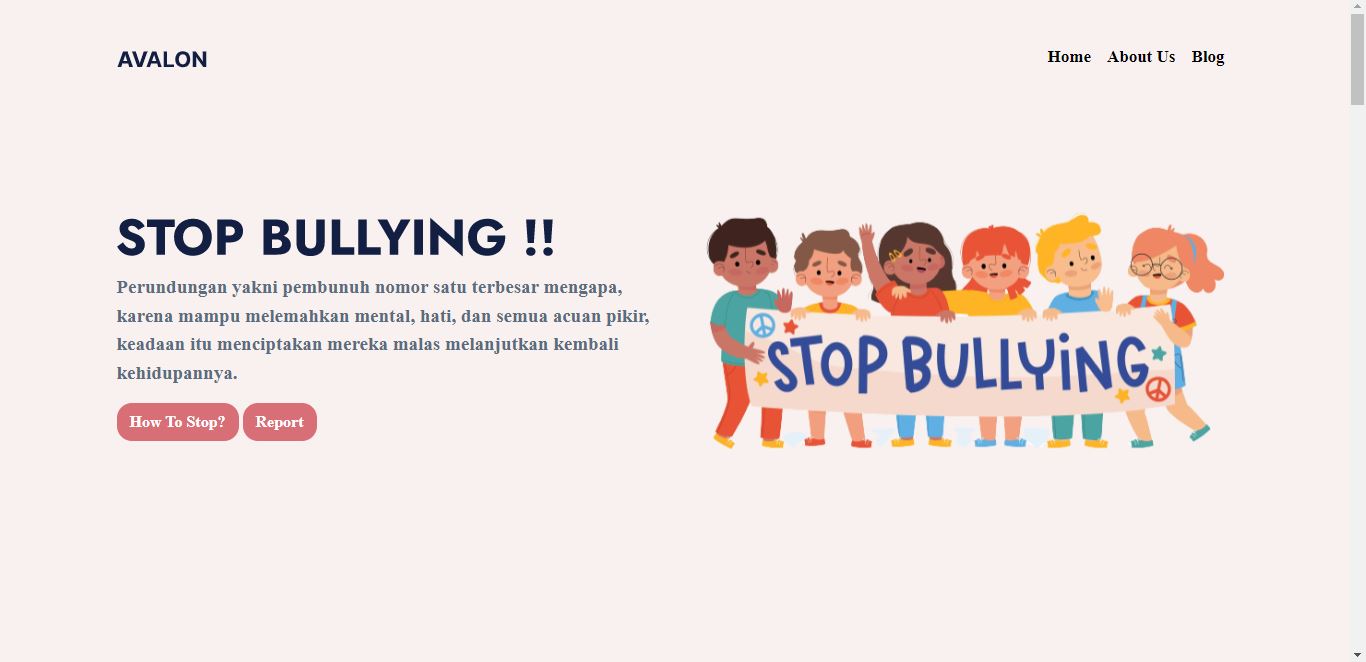 AVALON
Home About Us Blog
STOP BULLYING !!
Perundungan yakni pembunuh nomor satu terbesar mengapa,
karena mampu melemahkan mental, hati, dan semua acuan pikir,
keadaan itu menciptakan mereka malas melanjutkan kembali
kehidupannya.
How To Stop? Report
STOP BULLYiNG